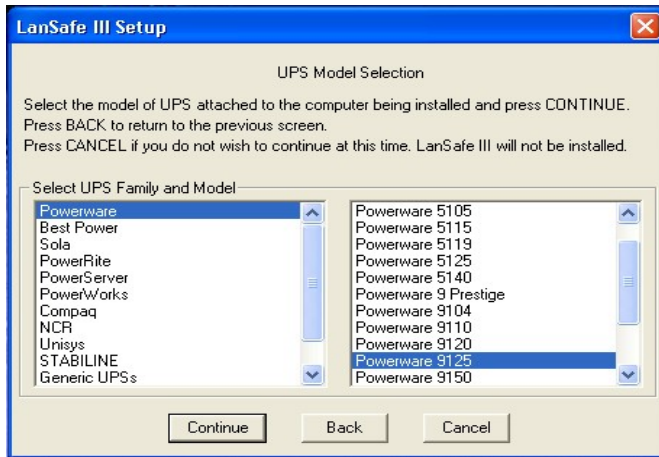 LanSafe III Setup
UPS Model Selection
Select the model of UPS attached to the computer being installed and press CONTINUE.
Press BACK to return to the previous screen.
Press CANCEL if you do not wish to continue at this time. LanSafe III will not be installed.
Select UPS Family and Model
Powerware
Best Power
Sola
PowerRite
PowerServer
PowerWorks
Compaq
NCR
Unisys
STABILINE
Generic UPSs
Powerware 5105
Powerware 5115
Powerware 5119
Powerware 5125
Powerware 5140
Powerware 9 Prestige
Powerware 9104
Powerware 9110
Powerware 9120
Powerware 9125
Powerware 9150
Continue
Back
Cancel